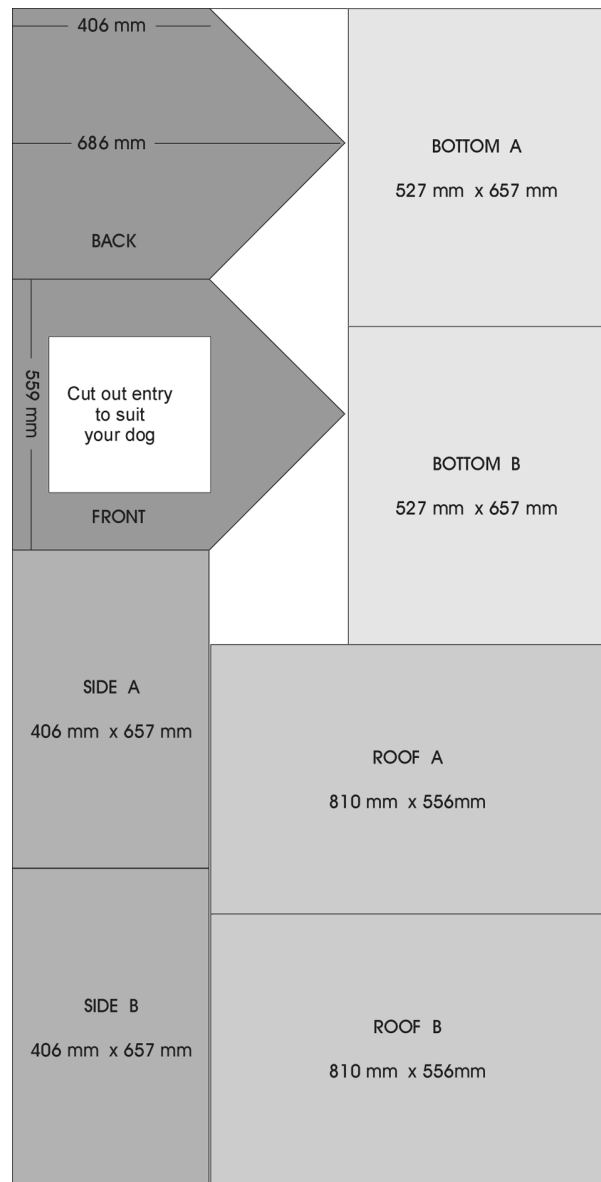 406 mm
686 mm
BACK
BOTTOM A
527 mm x 657 mm
559 mm
Cut out entry
to suit
your dog
FRONT
BOTTOM B
527 mm x 657 mm
SIDE A
406 mm x 657 mm
ROOF A
810 mm x 556mm
SIDE B
406 mm x 657 mm
ROOF B
810 mm x 556mm